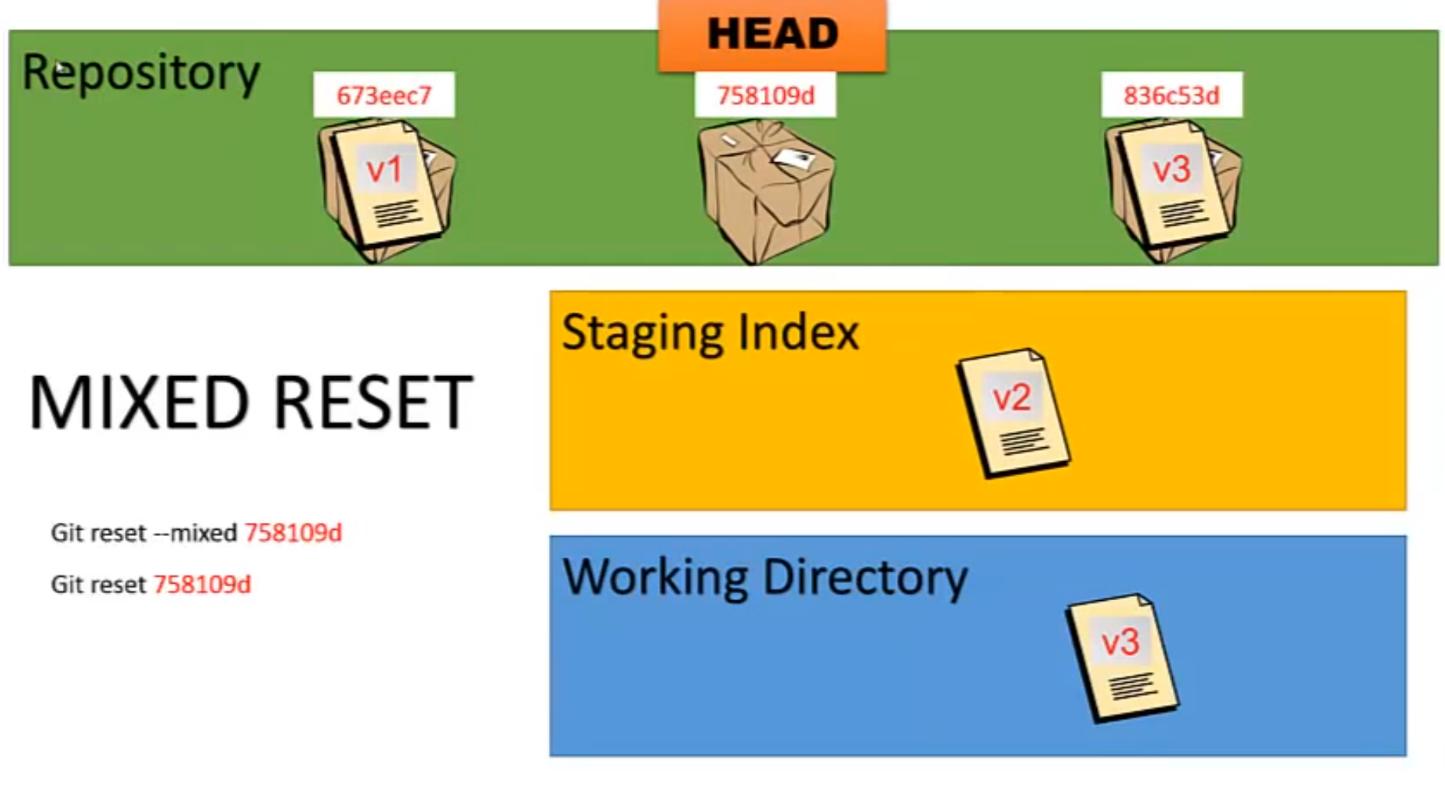 HEAD
Repository
673eec7
758109d
836c53d
v1
v3
Staging Index
v2
MIXED RESET
Git reset --mixed 758109d
Git reset 758109d
Working Directory
v3